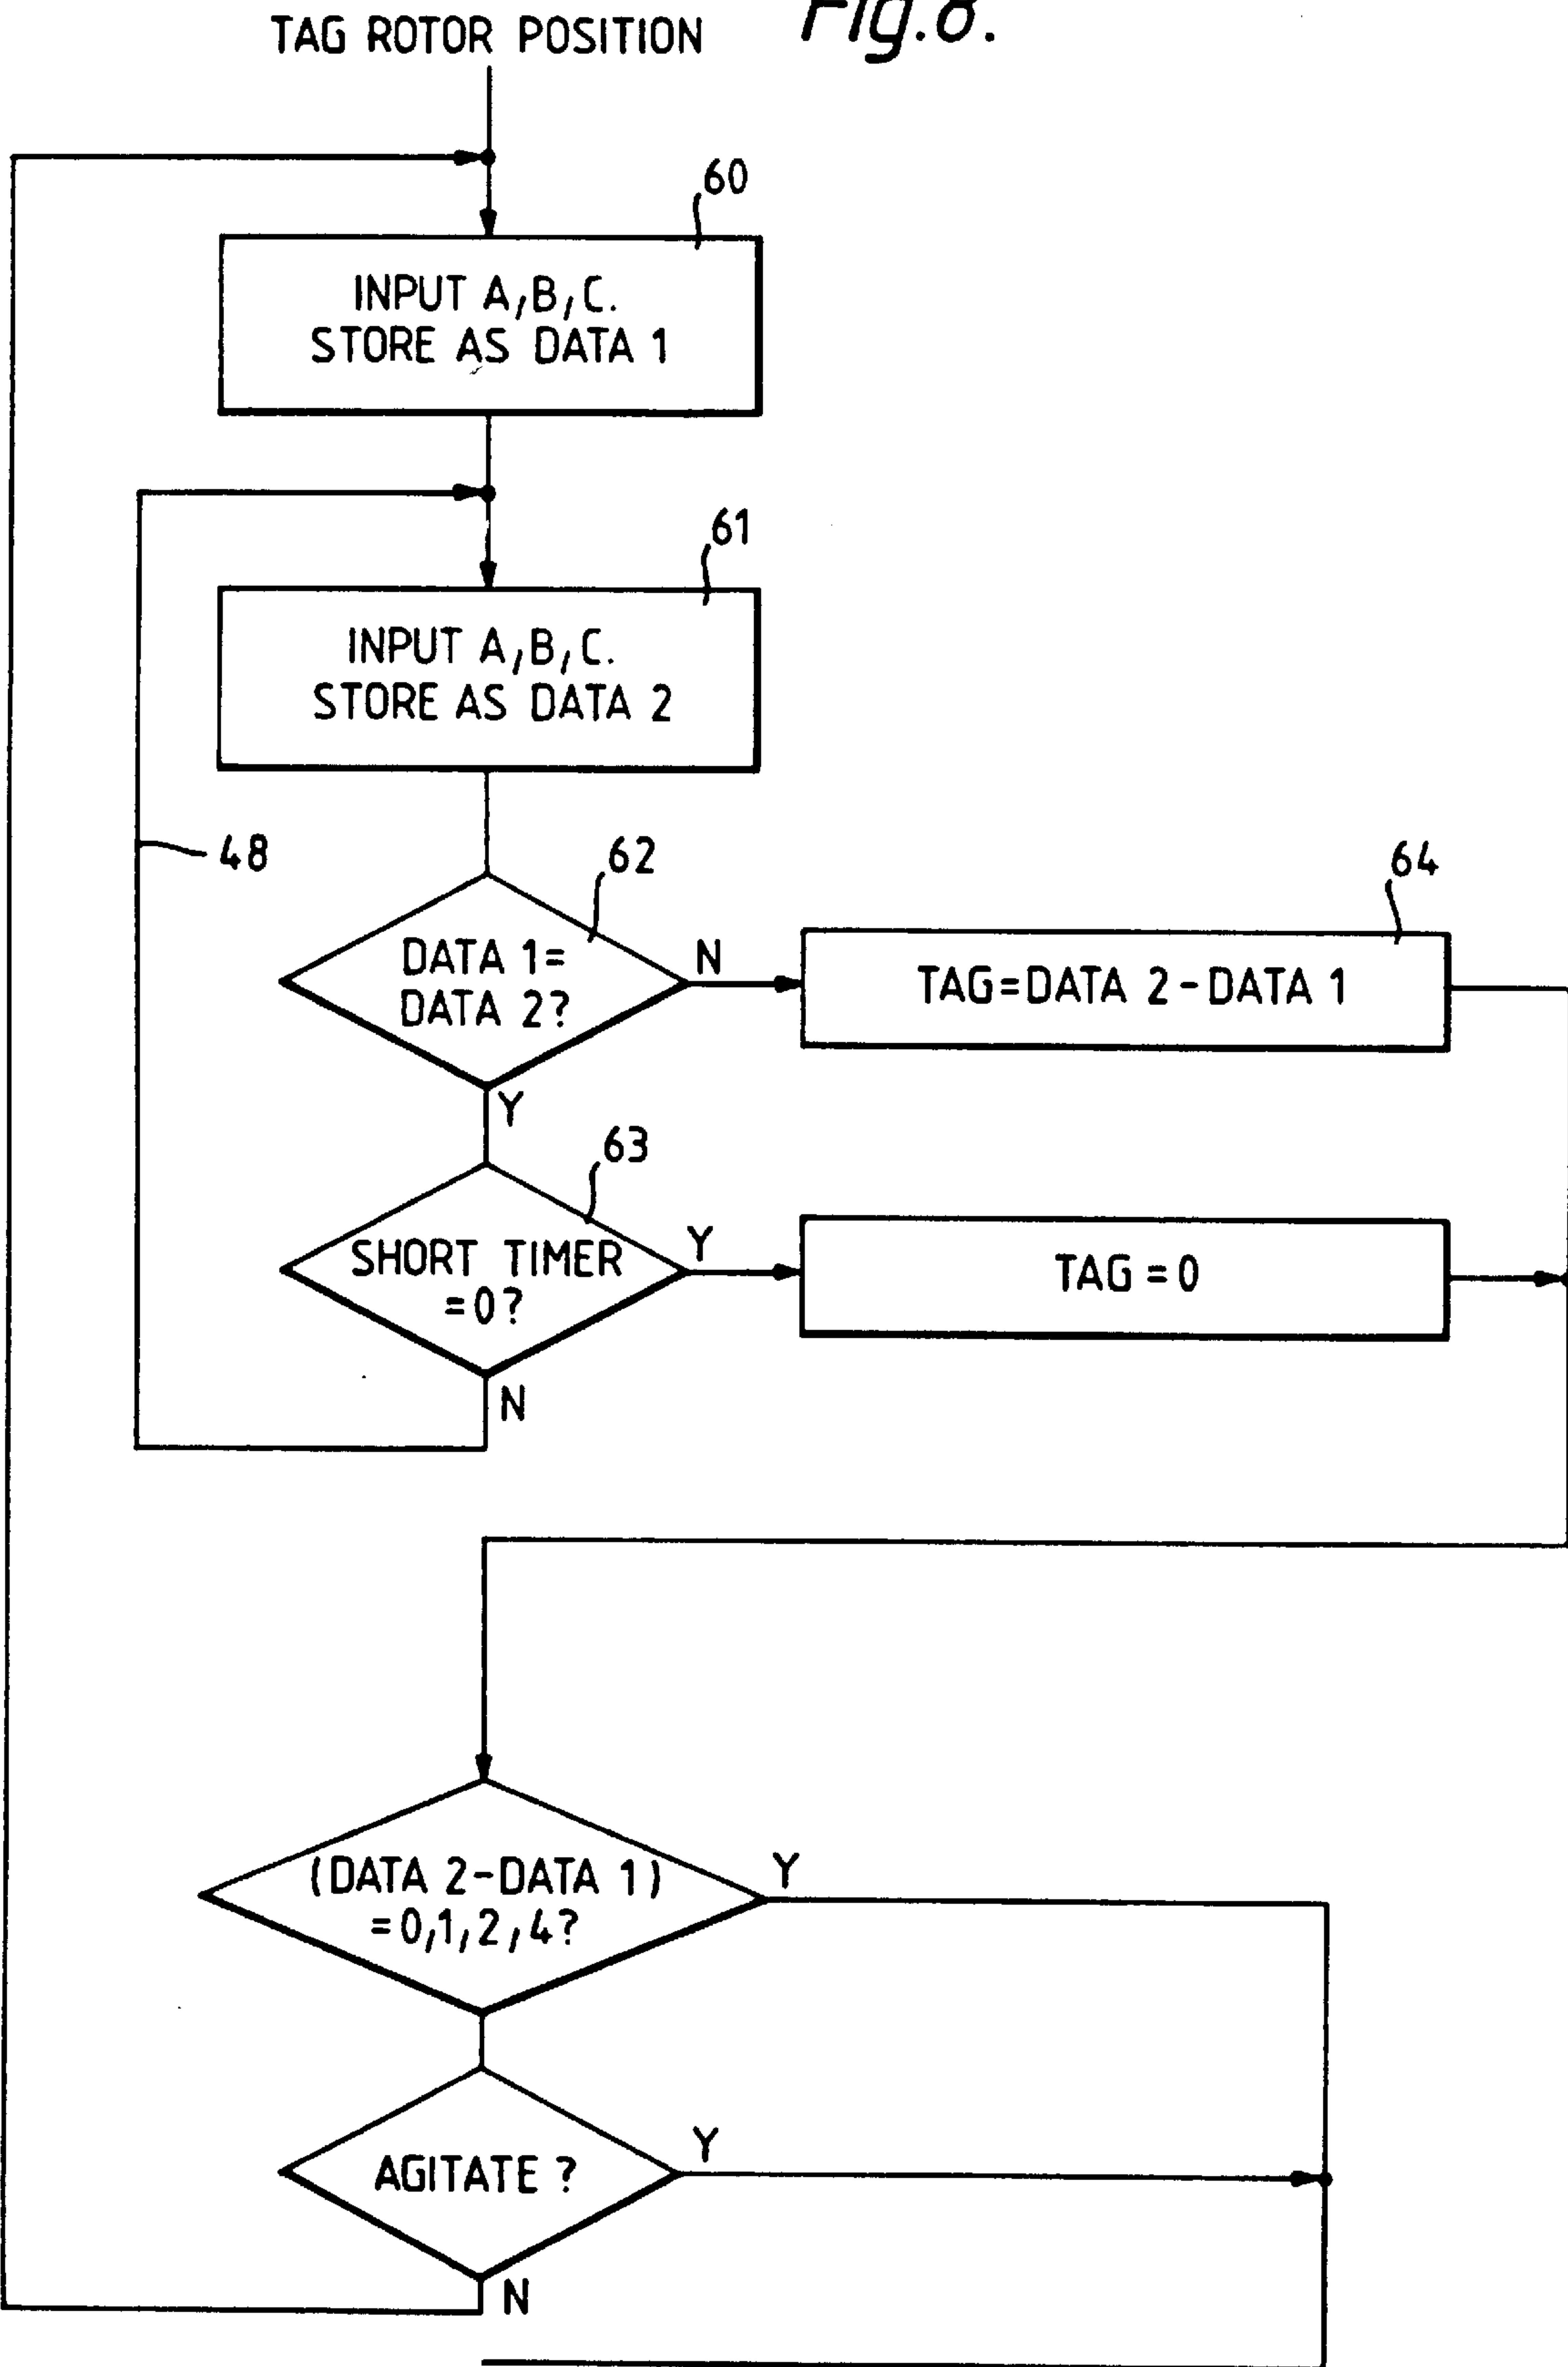 Fig.8.
TAG ROTOR POSITION
60
INPUT A,B,C.
STORE AS DATA 1
61
INPUT A,B,C.
STORE AS DATA 2
48
62
DATA 1=
DATA 2?
N
64
TAG=DATA 2-DATA 1
Y
63
SHORT TIMER
=0?
Y
TAG=0
N
(DATA 2-DATA 1)
=0,1,2,4?
Y
AGITATE ?
Y
N